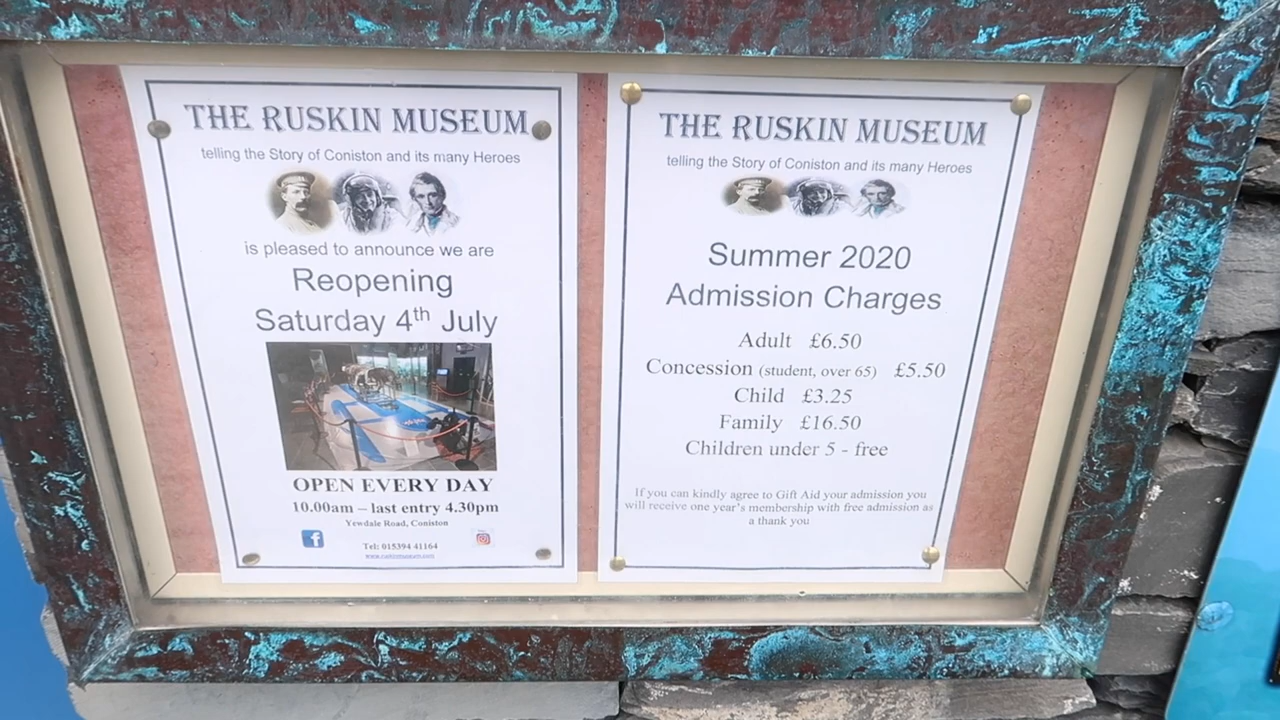 THE RUSKIN MUSEUM
telling the Story of Coniston and its many Heroes
is pleased to announce we are
Reopening
Saturday 4th July
OPEN EVERY DAY
10.00am – last entry 4.30pm
Yewdale Road, Coniston
Tel: 015394 41164
www.ruskinmuseum.com
THE RUSKIN MUSEUM
telling the Story of Coniston and its many Heroes
Summer 2020
Admission Charges
Adult £6.50
Concession (student, over 65) £5.50
Child £3.25
Family £16.50
Children under 5 - free
If you can kindly agree to Gift Aid your admission you
will receive one year's membership with free admission as
a thank you